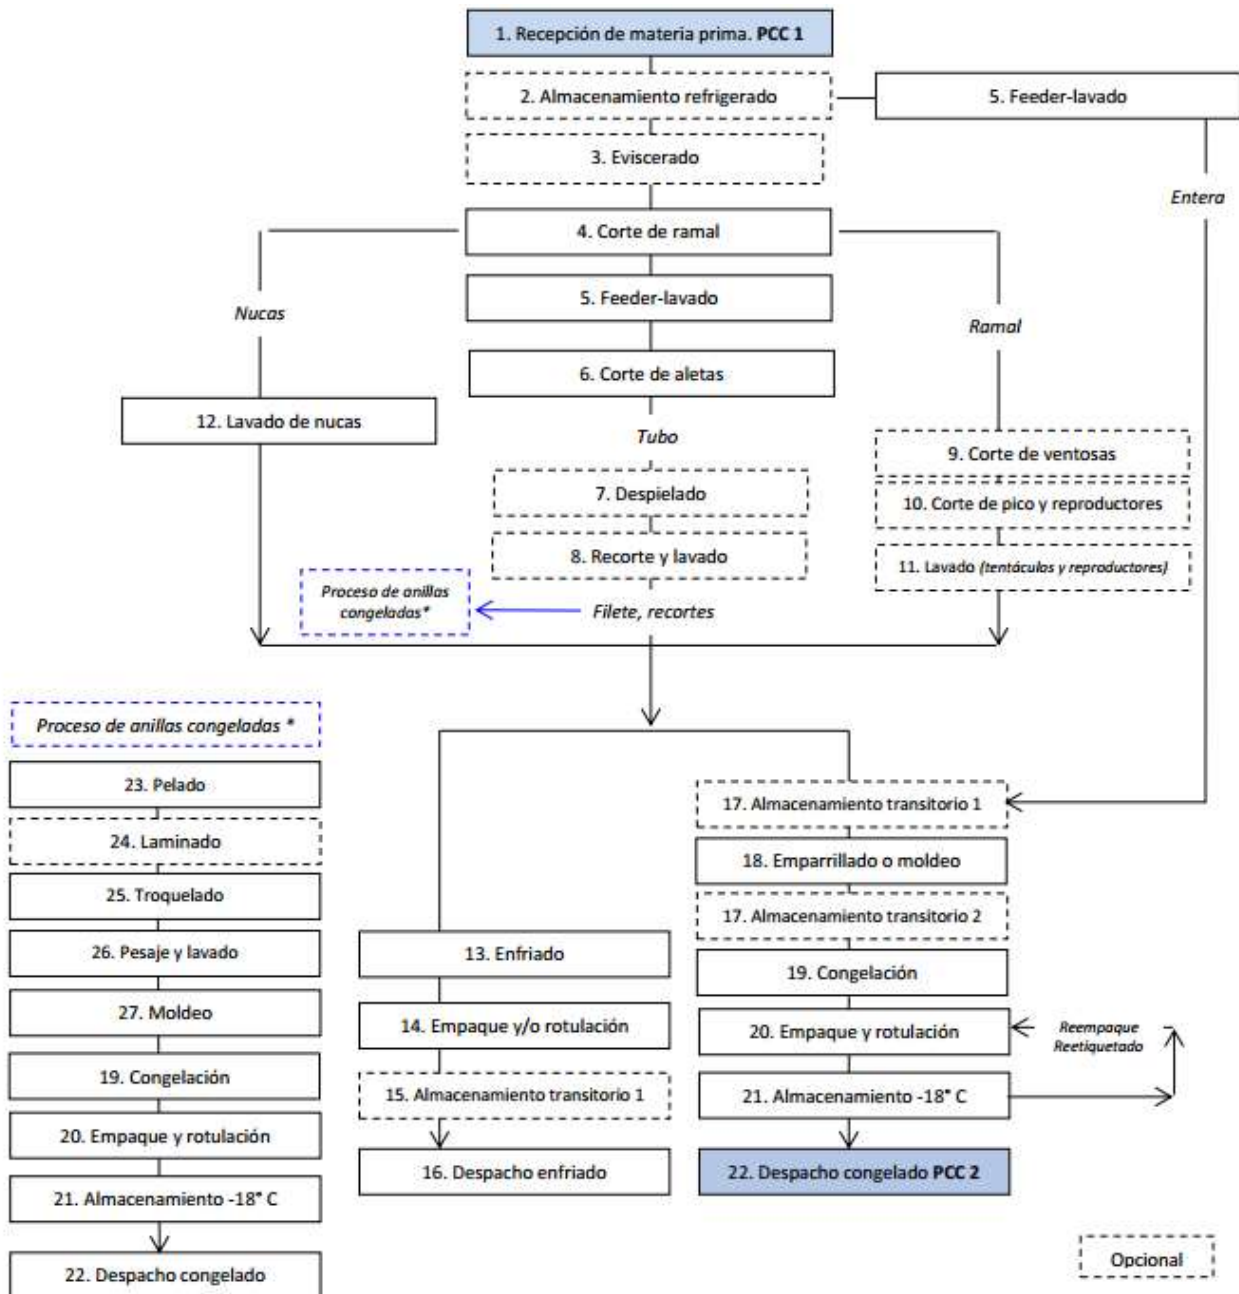 1. Recepción de materia prima. PCC 1
2. Almacenamiento refrigerado
5. Feeder-lavado
3. Eviscerado
Entera
4. Corte de ramal
5. Feeder-lavado
Nucas
Ramal
6. Corte de aletas
12. Lavado de nucas
Tubo
9. Corte de ventosas
7. Despielado
10. Corte de pico y reproductores
8. Recorte y lavado
11. Lavado (tentáculos y reproductores)
Proceso de anillas
congeladas*
Filete, recortes
Proceso de anillas congeladas *
23. Pelado
24. Laminado
25. Troquelado
26. Pesaje y lavado
27. Moldeo
19. Congelación
20. Empaque y rotulación
21. Almacenamiento -18° C
22. Despacho congelado
13. Enfriado
14. Empaque y/o rotulación
15. Almacenamiento transitorio 1
16. Despacho enfriado
17. Almacenamiento transitorio 1
18. Emparrillado o moldeo
17. Almacenamiento transitorio 2
19. Congelación
20. Empaque y rotulación
Reempaque
Reetiquetado
21. Almacenamiento -18° C
22. Despacho congelado PCC 2
Opcional